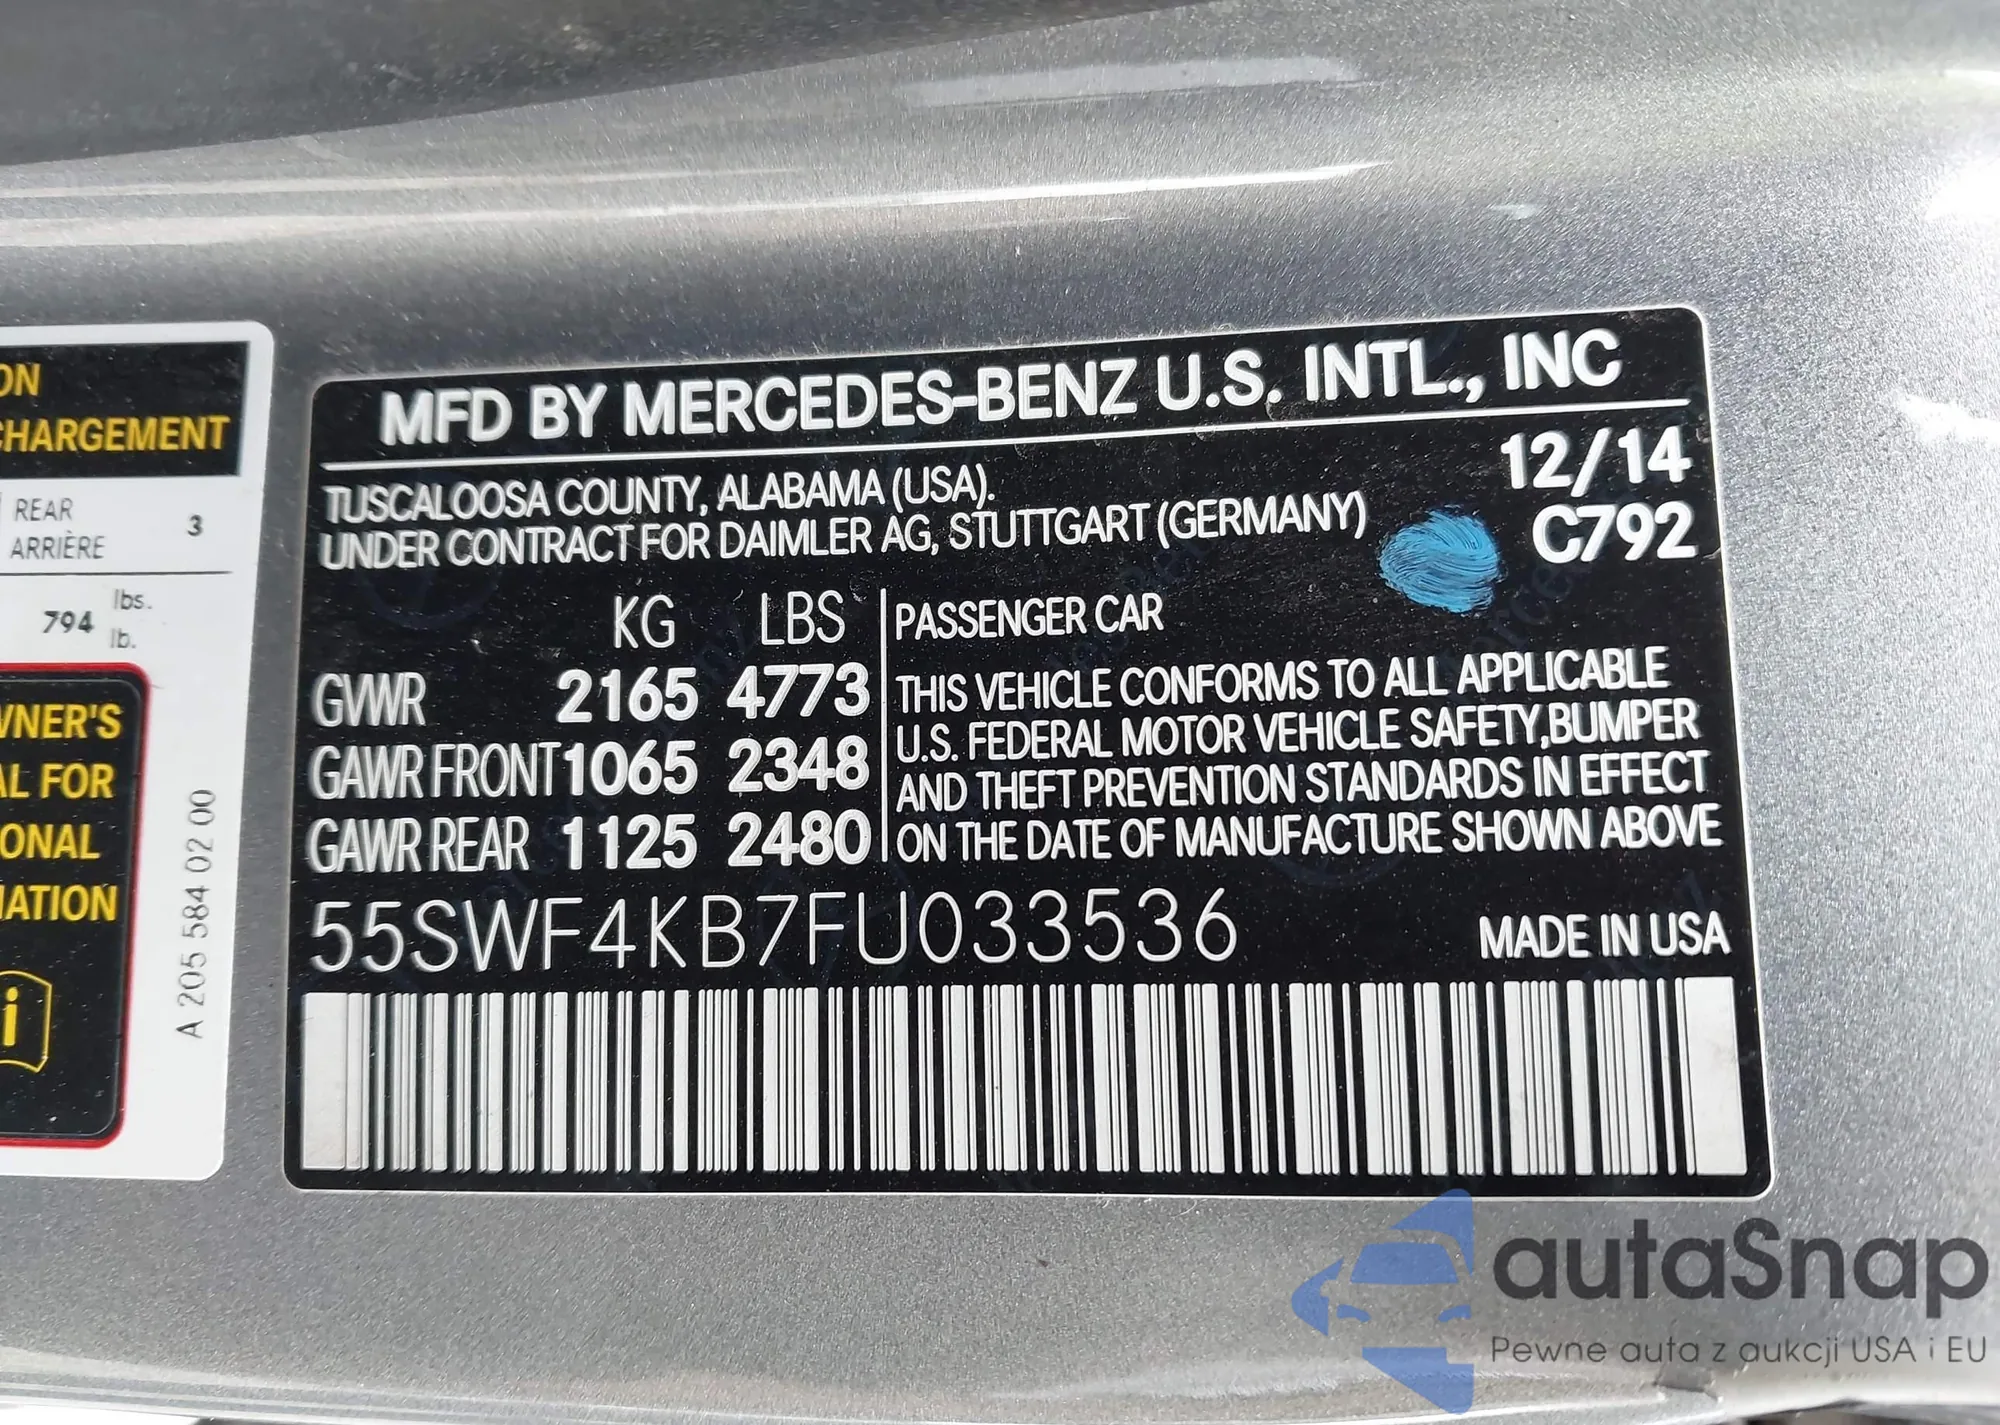 ON
CHARGEMENT
REAR
ARRIÈRE
3
794 lbs.
lb.
WNER'S
AL FOR
IONAL
MATION
i
A 205 584 02 00
MFD BY MERCEDES-BENZ U.S. INTL., INC
TUSCALOOSA COUNTY, ALABAMA (USA).
UNDER CONTRACT FOR DAIMLER AG, STUTTGART (GERMANY)
12/14
C792
KG LBS
GVWR 2165 4773
GAWR FRONT 1065 2348
GAWR REAR 1125 2480
PASSENGER CAR
THIS VEHICLE CONFORMS TO ALL APPLICABLE
U.S. FEDERAL MOTOR VEHICLE SAFETY,BUMPER
AND THEFT PREVENTION STANDARDS IN EFFECT
ON THE DATE OF MANUFACTURE SHOWN ABOVE
55SWF4KB7FU033536
MADE IN USA
autaSnap
Pewne auta z aukcji USA i EU